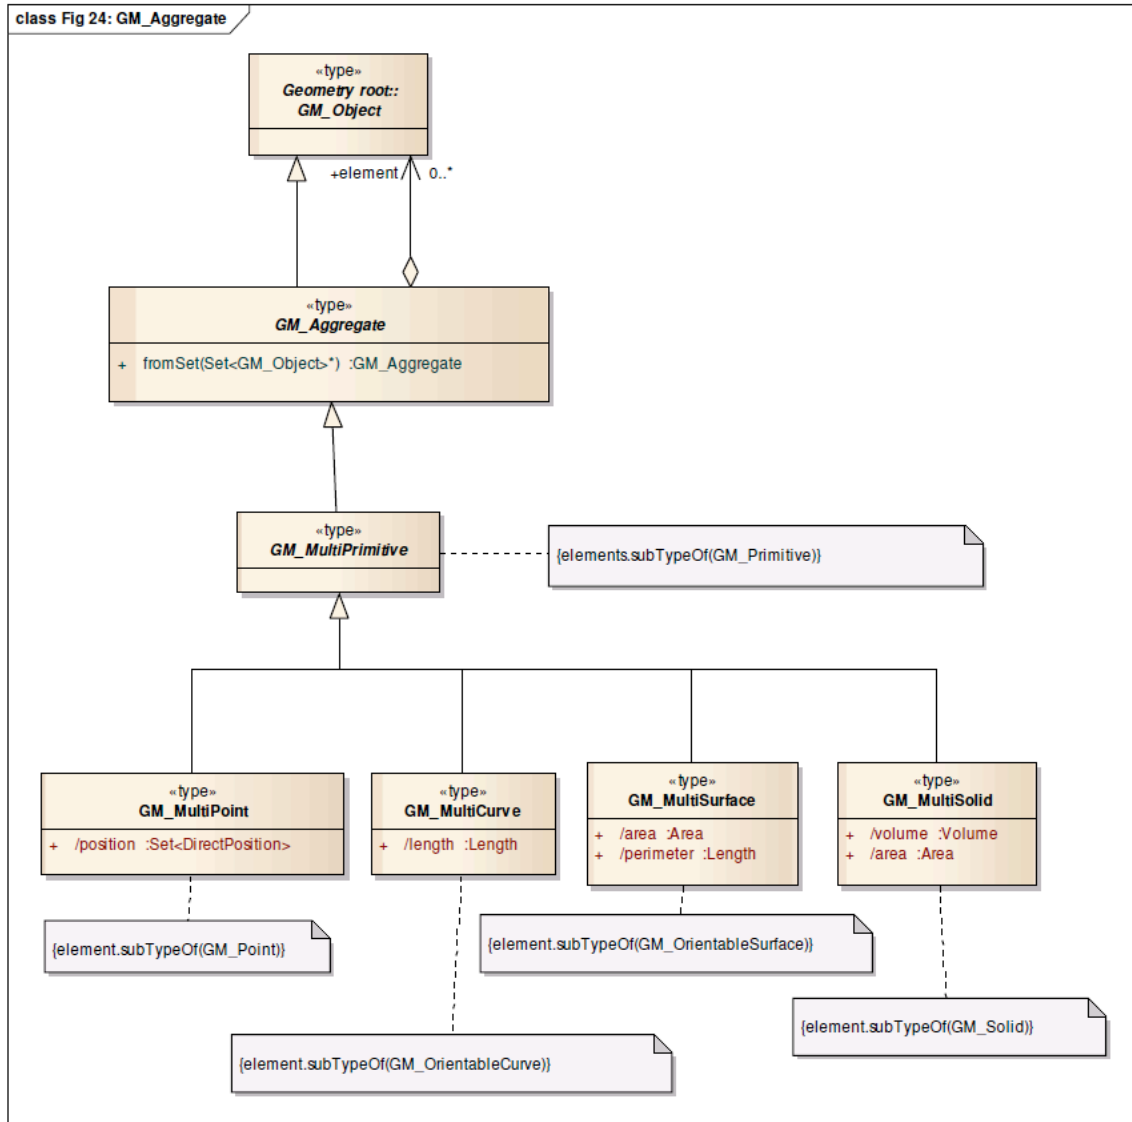 class Fig 24: GM_Aggregate
«type»
Geometry root::
GM_Object
+element
0..*
«type»
GM_Aggregate
+ fromSet(Set<GM_Object>*) :GM_Aggregate
«type»
GM_MultiPrimitive
{elements.subTypeOf(GM_Primitive)}
«type»
GM_MultiPoint
+ /position :Set<DirectPosition>
«type»
GM_MultiCurve
+ /length :Length
«type»
GM_MultiSurface
+ /area :Area
+ /perimeter :Length
«type»
GM_MultiSolid
+ /volume :Volume
+ /area :Area
{element.subTypeOf(GM_Point)}
{element.subTypeOf(GM_OrientableSurface)}
{element.subTypeOf(GM_Solid)}
{element.subTypeOf(GM_OrientableCurve)}